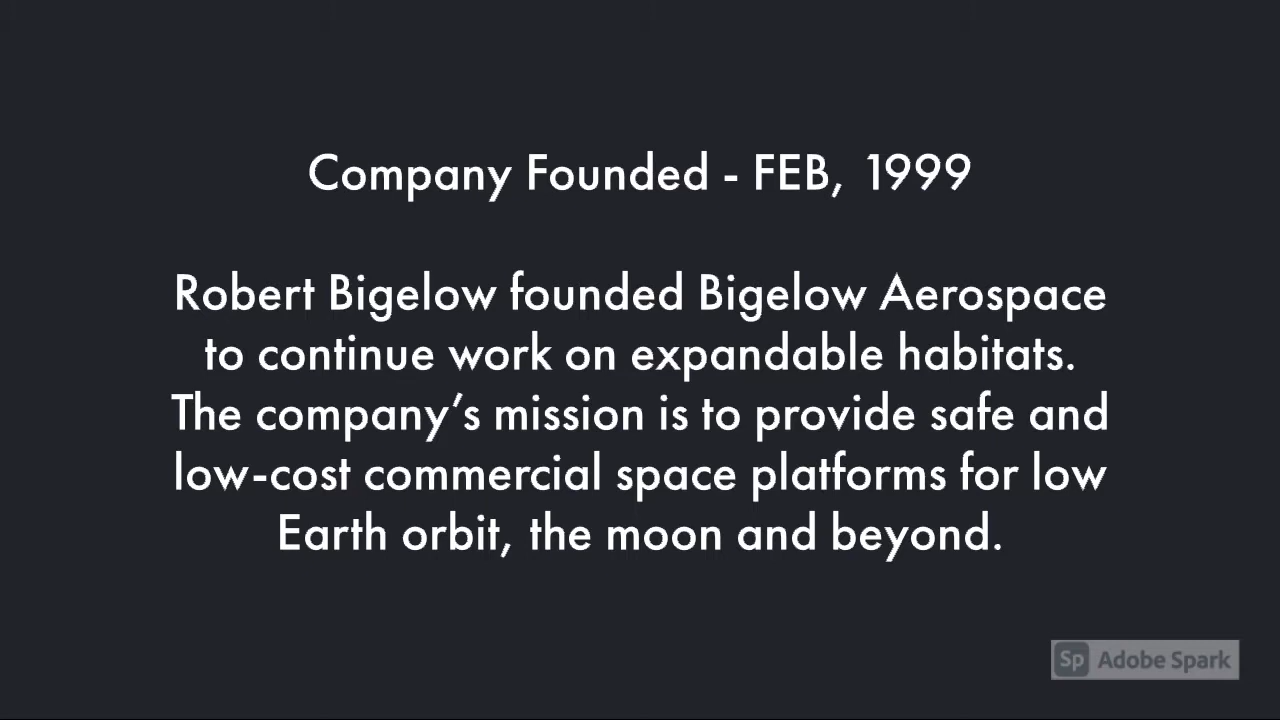 Company Founded - FEB, 1999
Robert Bigelow founded Bigelow Aerospace
to continue work on expandable habitats.
The company’s mission is to provide safe and
low-cost commercial space platforms for low
Earth orbit, the moon and beyond.
Sp Adobe Spark